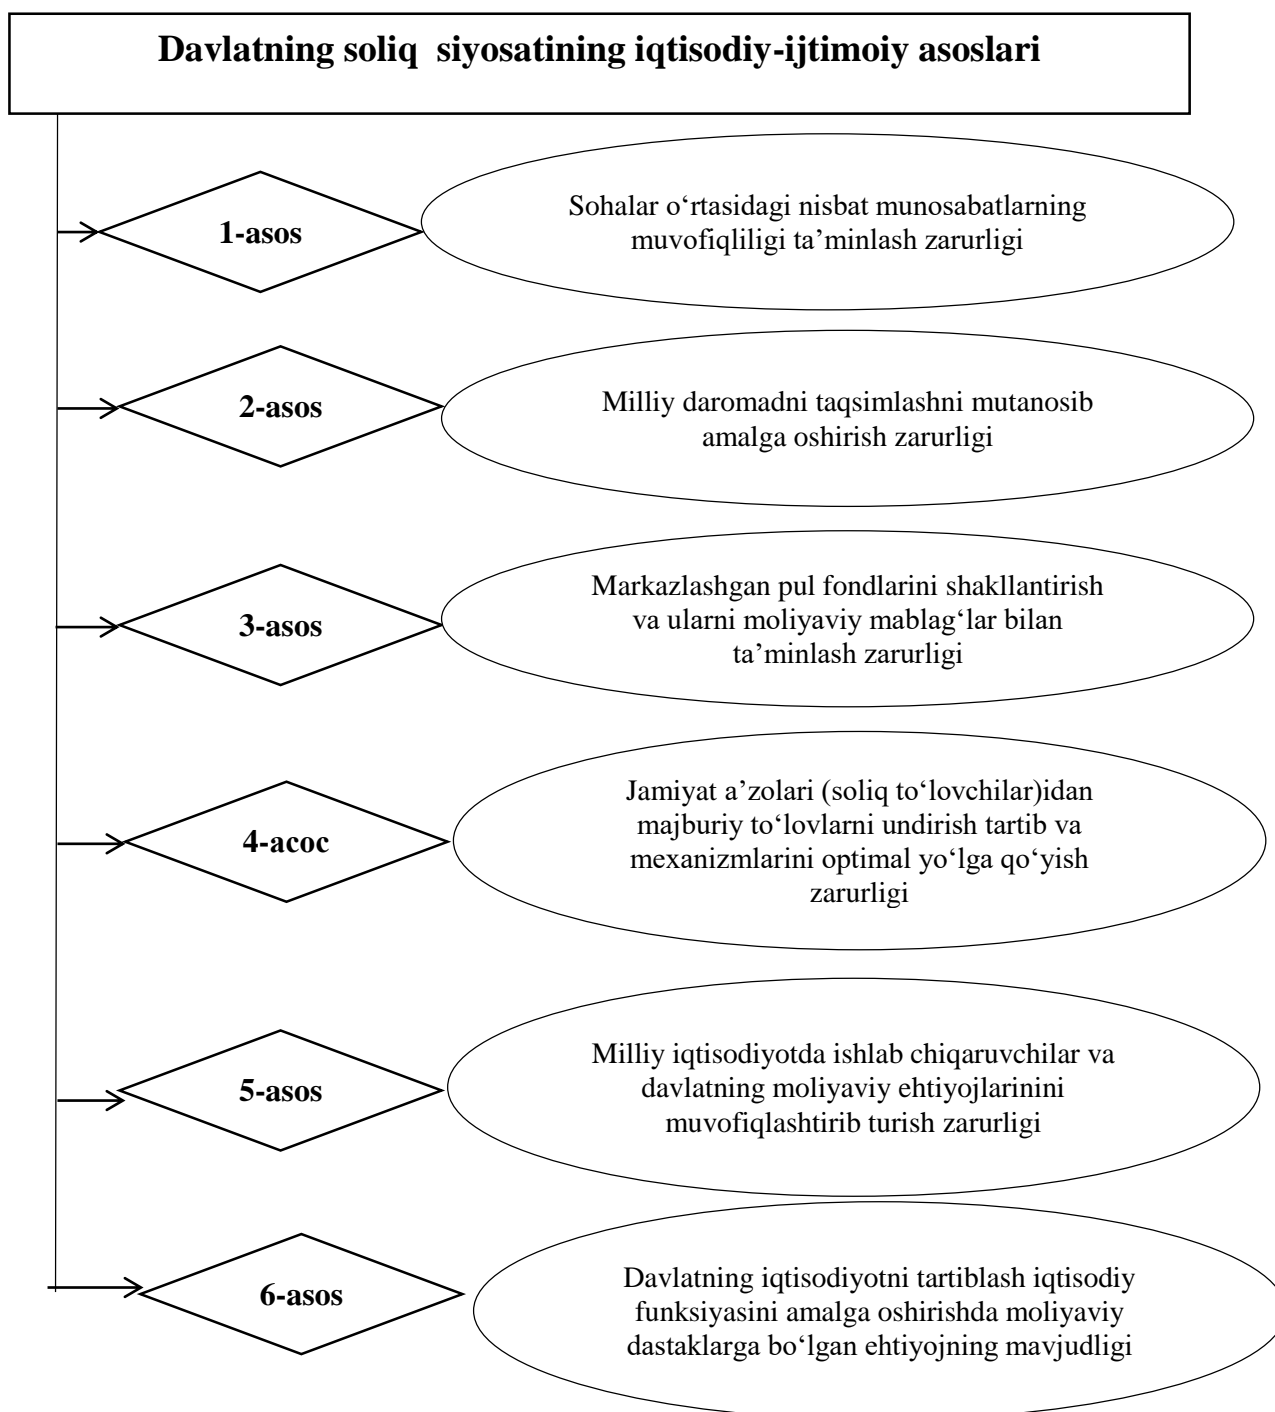 Davlatning soliq siyosatining iqtisodiy-ijtimoiy asoslari
1-asos
Sohalar o‘rtasidagi nisbat munosabatlarning
muvofiqliligi ta’minlash zarurligi
2-asos
Milliy daromadni taqsimlashni mutanosib
amalga oshirish zarurligi
3-asos
Markazlashgan pul fondlarini shakllantirish
va ularni moliyaviy mablag‘lar bilan
ta’minlash zarurligi
4-acoc
Jamiyat a’zolari (soliq to‘lovchilar)idan
majburiy to‘lovlarni undirish tartib va
mexanizmlarini optimal yo‘lga qo‘yish
zarurligi
5-asos
Milliy iqtisodiyotda ishlab chiqaruvchilar va
davlatning moliyaviy ehtiyojlarinini
muvofiqlashtirib turish zarurligi
6-asos
Davlatning iqtisodiyotni tartiblash iqtisodiy
funksiyasini amalga oshirishda moliyaviy
dastaklarga bo‘lgan ehtiyojning mavjudligi